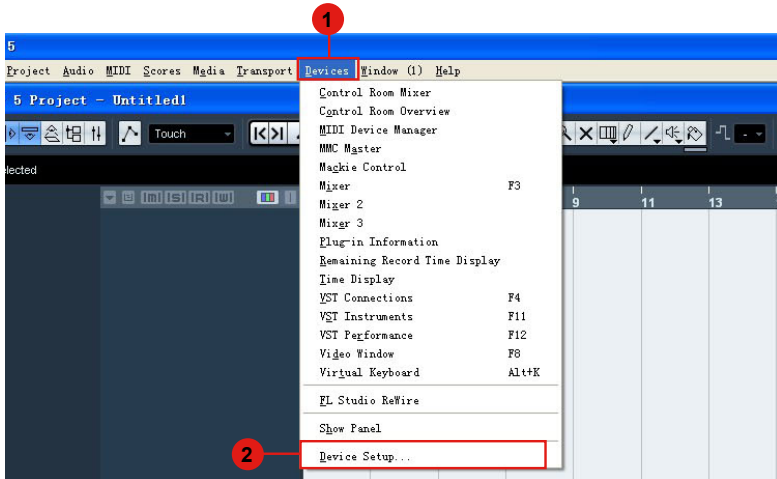 1
5
Project Audio MIDI Scores Media Transport Devices Window (1) Help
5 Project - Untitled1
Touch
lected
[m] [S] [R] [W]
9 11 13
Control Room Mixer
Control Room Overview
MIDI Device Manager
MMC Master
Mackie Control
Mixer F3
Mixer 2
Mixer 3
Plug-in Information
Remaining Record Time Display
Time Display
VST Connections F4
VST Instruments F11
VST Performance F12
Video Window F8
Virtual Keyboard Alt+K
FL Studio ReWire
Show Panel
2
Device Setup...